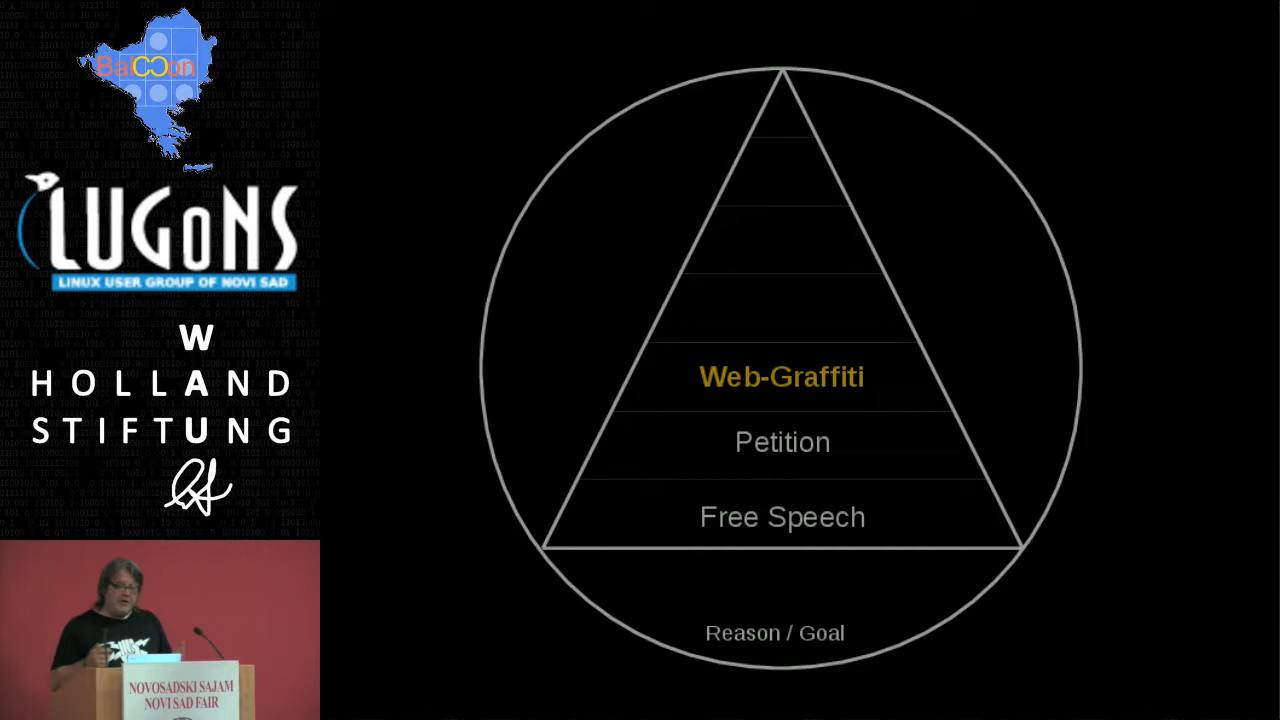 BalCCon
LUGoNS
LINUX USER GROUP OF NOVI SAD
W
HOLLAND
STIFTUNG
Web-Graffiti
Petition
Free Speech
Reason / Goal
NOVOSADSKI SAJAM
NOVI SAD FAIR